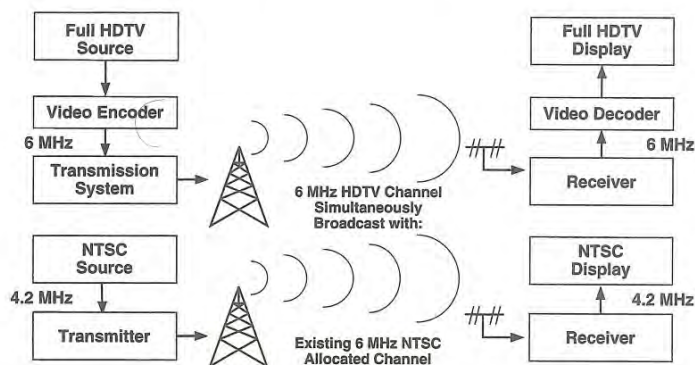 Full HDTV
Source
Video Encoder
6 MHz
Transmission
System
6 MHz HDTV Channel
Simultaneously
Broadcast with:
Full HDTV
Display
Video Decoder
6 MHz
Receiver
NTSC
Source
4.2 MHz
Transmitter
Existing 6 MHz NTSC
Allocated Channel
NTSC
Display
4.2 MHz
Receiver